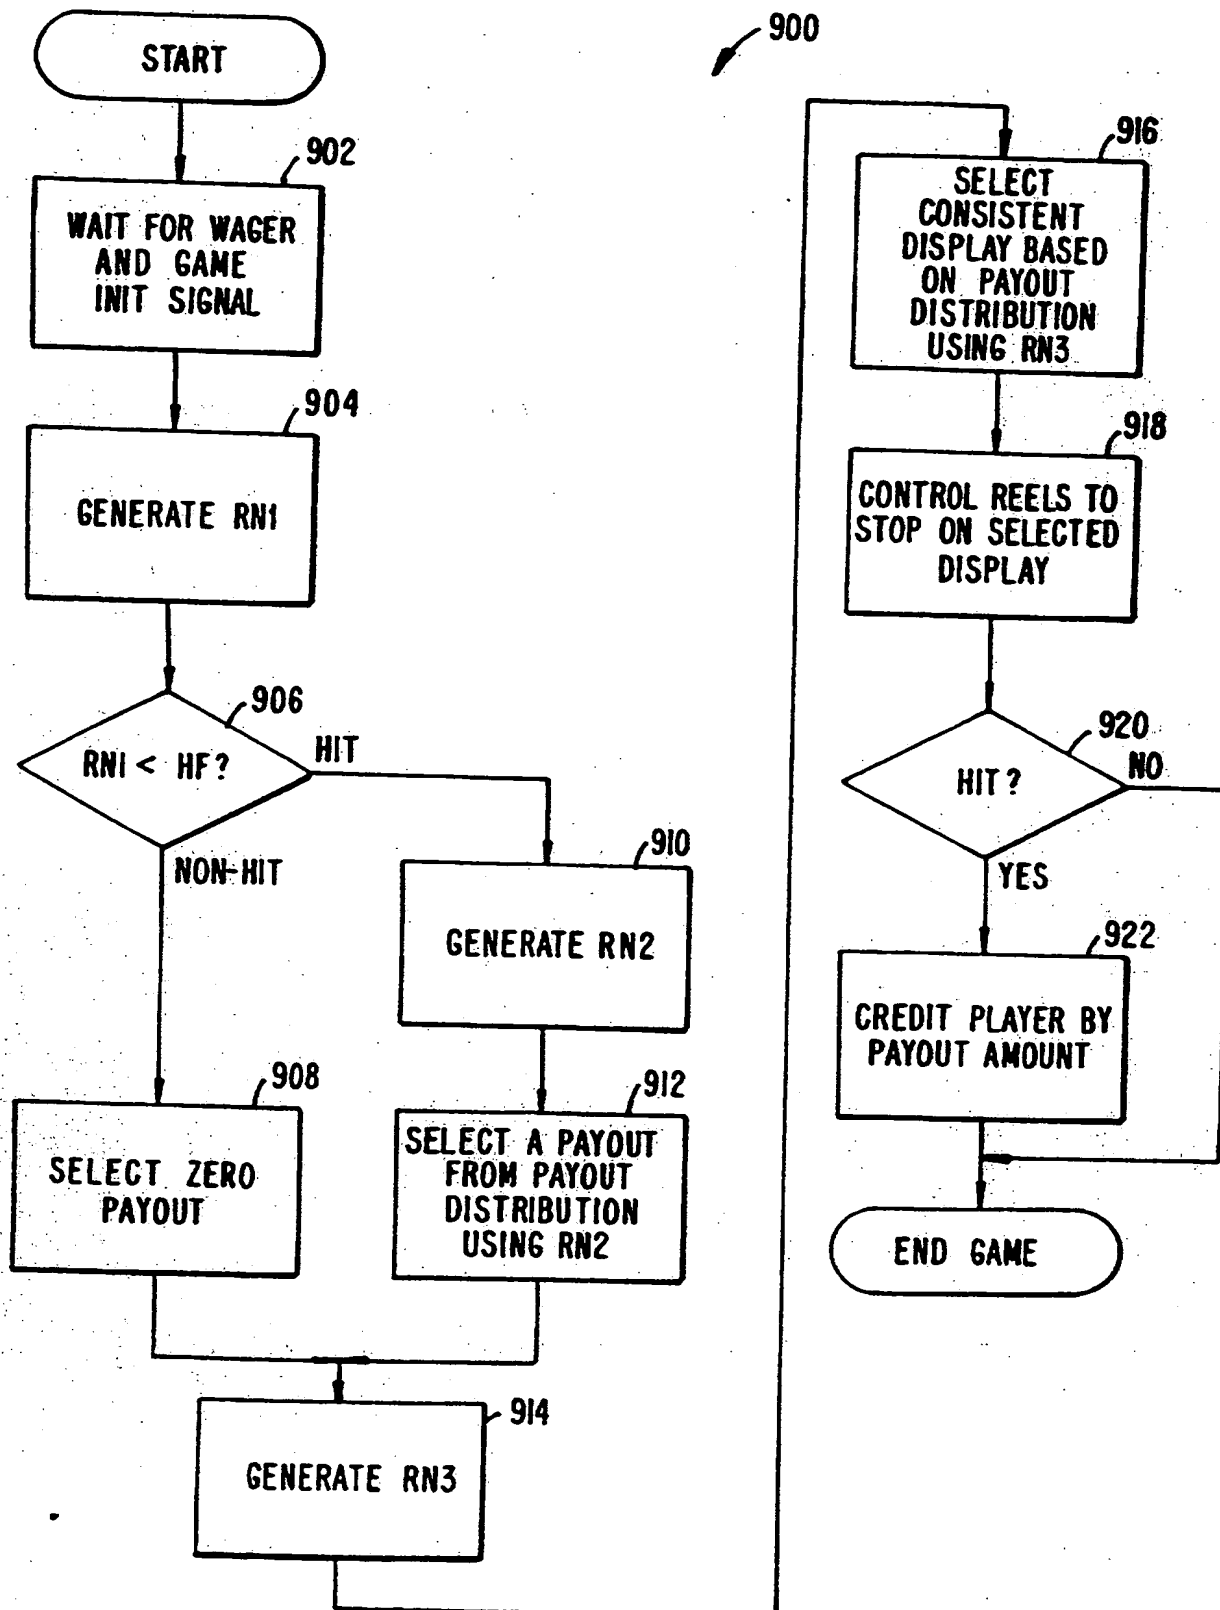 900
START
902
WAIT FOR WAGER
AND GAME
INIT SIGNAL
904
GENERATE RN1
906
RN1 < HF?
HIT
NON-HIT
910
GENERATE RN2
908
SELECT ZERO
PAYOUT
912
SELECT A PAYOUT
FROM PAYOUT
DISTRIBUTION
USING RN2
914
GENERATE RN3
916
SELECT
CONSISTENT
DISPLAY BASED
ON PAYOUT
DISTRIBUTION
USING RN3
918
CONTROL REELS TO
STOP ON SELECTED
DISPLAY
920
HIT?
NO
YES
922
CREDIT PLAYER BY
PAYOUT AMOUNT
END GAME